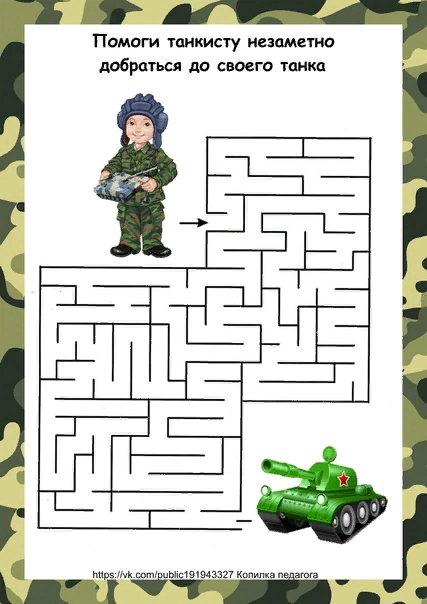 Помоги танкисту незаметно
добраться до своего танка
https://vk.com/public191943327 Копилка педагога